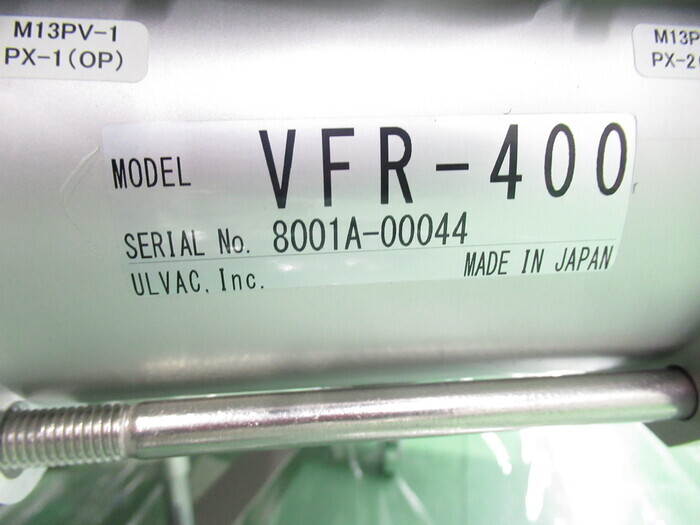 M13PV-1
PX-1(OP)
M13P
PX-2(
MODEL VFR-400
SERIAL No. 8001A-00044
ULVAC, Inc. MADE IN JAPAN